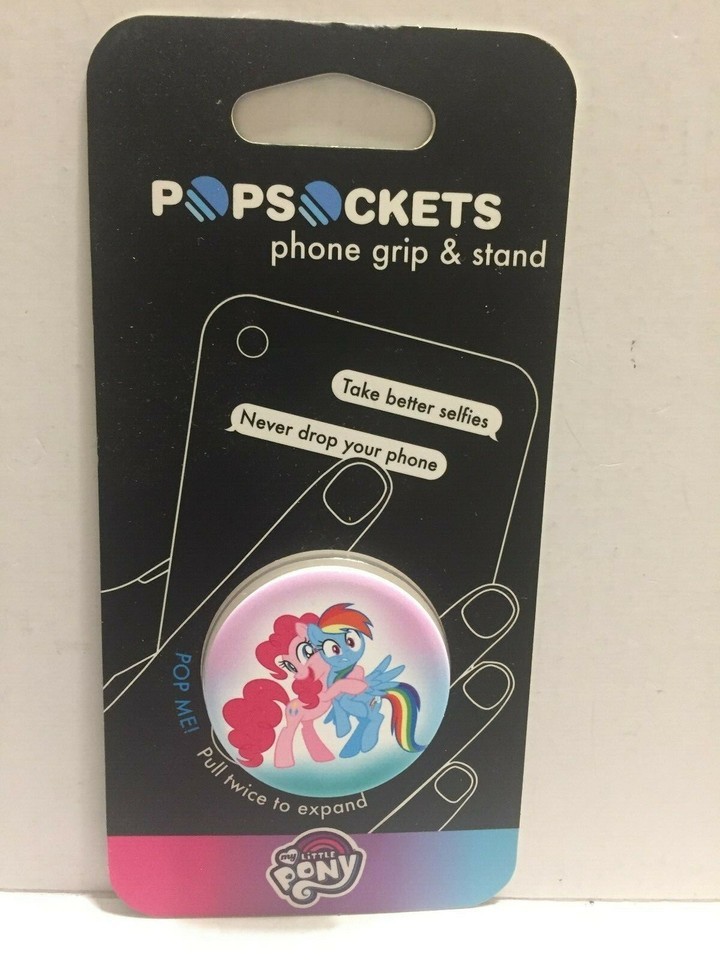 POPSOCKETS
phone grip & stand
Take better selfies
Never drop your phone
POP ME!
Pull twice to expand
my LITTLE
PONY